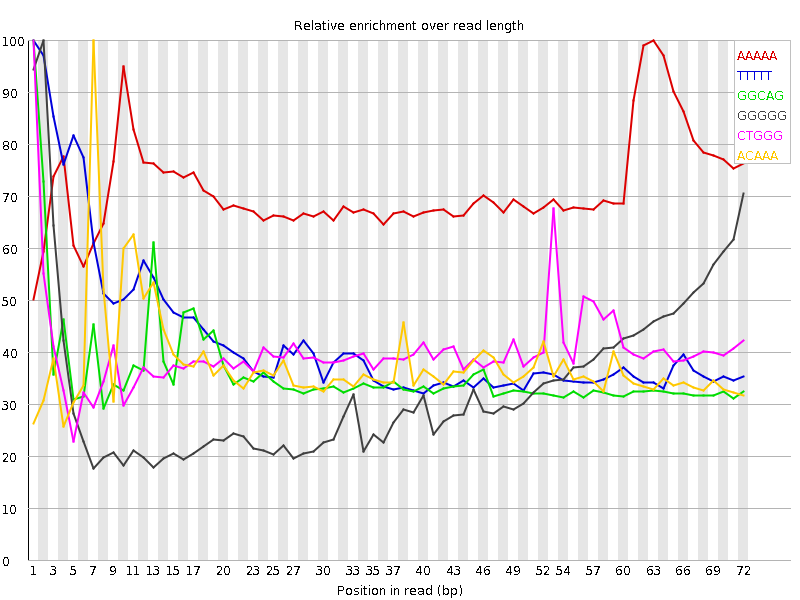 Relative enrichment over read length
100
90
80
70
60
50
40
30
20
10
0
AAAAA
TTTTT
GGCAG
GGGGG
CTGGG
ACAAA
1 3 5 7 9 11 13 15 17 20 23 25 27 30 33 35 37 40 43 46 49 52 54 57 60 63 66 69 72
Position in read (bp)